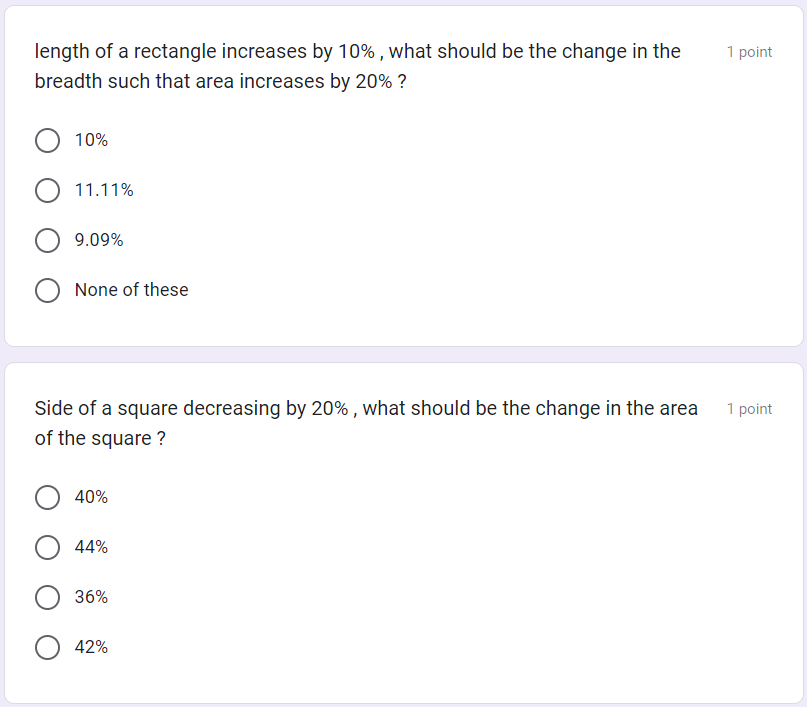 length of a rectangle increases by 10% , what should be the change in the 1 point
breadth such that area increases by 20% ?
10%
11.11%
9.09%
None of these
Side of a square decreasing by 20% , what should be the change in the area 1 point
of the square ?
40%
44%
36%
42%